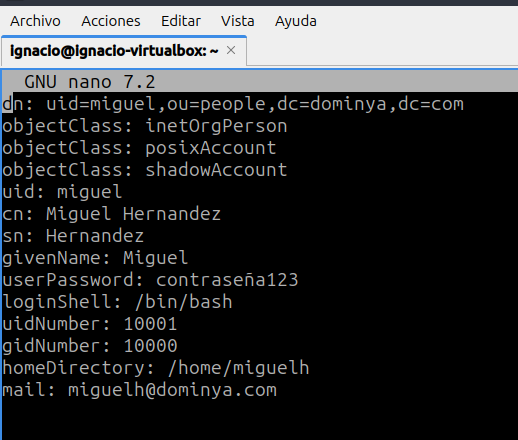 Archivo Acciones Editar Vista Ayuda
ignacio@ignacio-virtualbox: ~ ×
GNU nano 7.2
dn: uid=miguel,ou=people,dc=dominya,dc=com
objectClass: inetOrgPerson
objectClass: posixAccount
objectClass: shadowAccount
uid: miguel
cn: Miguel Hernandez
sn: Hernandez
givenName: Miguel
userPassword: contraseña123
loginShell: /bin/bash
uidNumber: 10001
gidNumber: 10000
homeDirectory: /home/miguelh
mail: miguelh@dominya.com